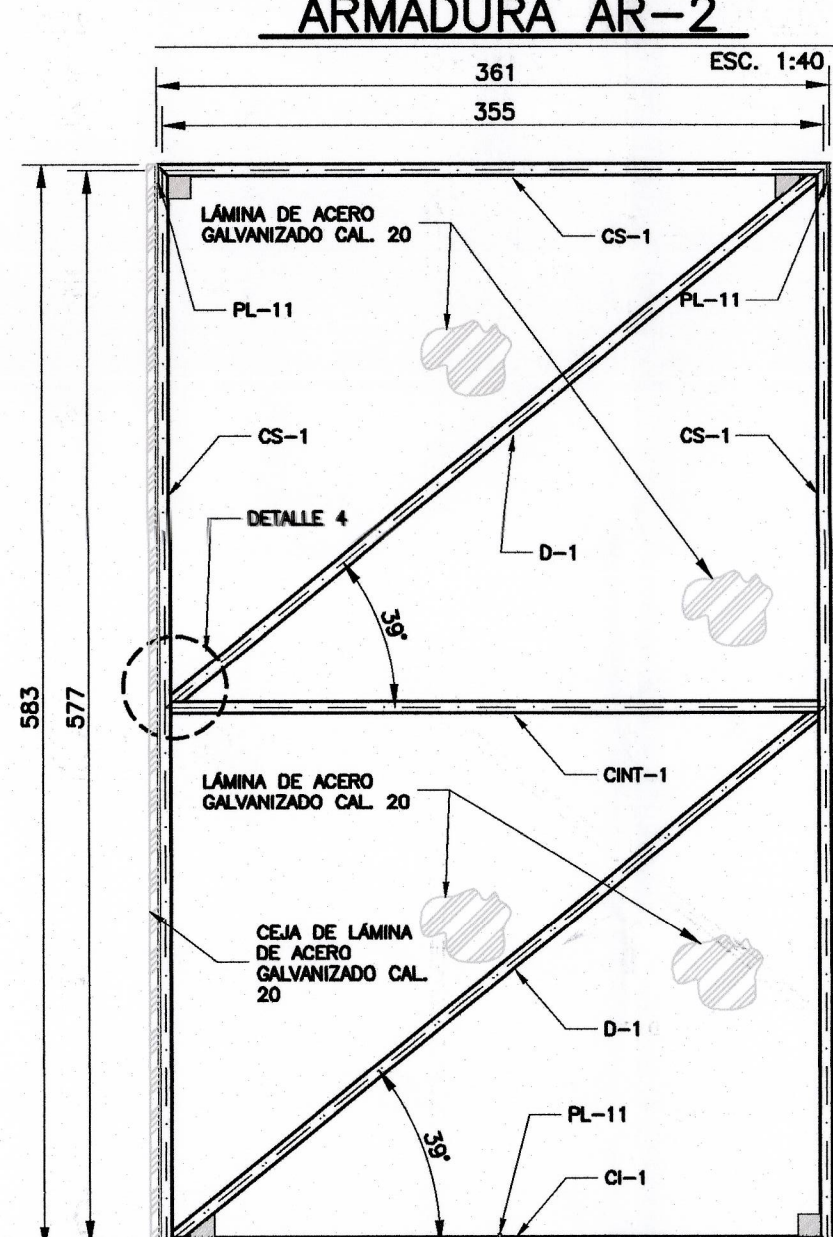 ARMADURA AR-2
ESC. 1:40
361
355
LÁMINA DE ACERO
GALVANIZADO CAL. 20
CS-1
PL-11
PL-11
CS-1
CS-1
DETALLE 4
D-1
39°
583
577
CINT-1
LÁMINA DE ACERO
GALVANIZADO CAL. 20
CEJA DE LÁMINA
DE ACERO
GALVANIZADO CAL.
20
D-1
39°
PL-11
CI-1